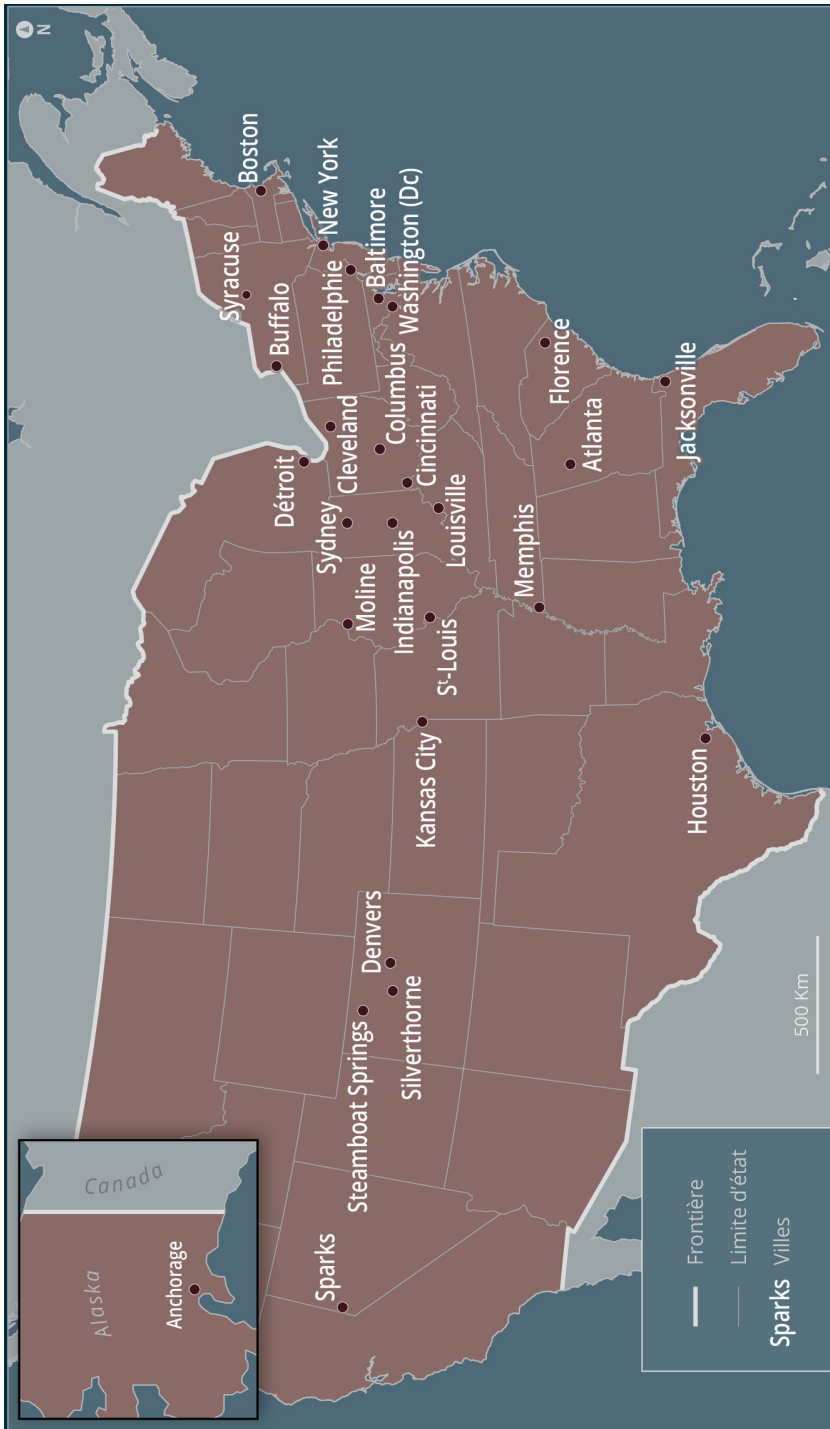 N
Canada
Alaska
Anchorage
Sparks
Steamboat Springs
Silverthorne
Denvers
Kansas City
Sᵗ-Louis
Moline
Indianapolis
Sydney
Louisville
Cincinnati
Columbus
Cleveland
Détroit
Buffalo
Syracuse
Boston
New York
Philadelphie
Baltimore
Washington (Dc)
Memphis
Atlanta
Florence
Jacksonville
Houston
500 Km
Frontière
Limite d'état
Sparks Villes